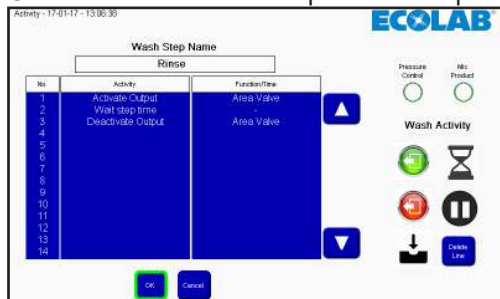 Activity - 17-01-17 - 13:06:38
ECOLAB
Wash Step Name
Rinse
No Activity Function/Time
1 Activate Output Area Valve
2 Wait step time -
3 Deactivate Output Area Valve
4
5
6
7
8
9
10
11
12
13
14
Pressure Control
Mix Product
Wash Activity
Delete Line
OK
Cancel